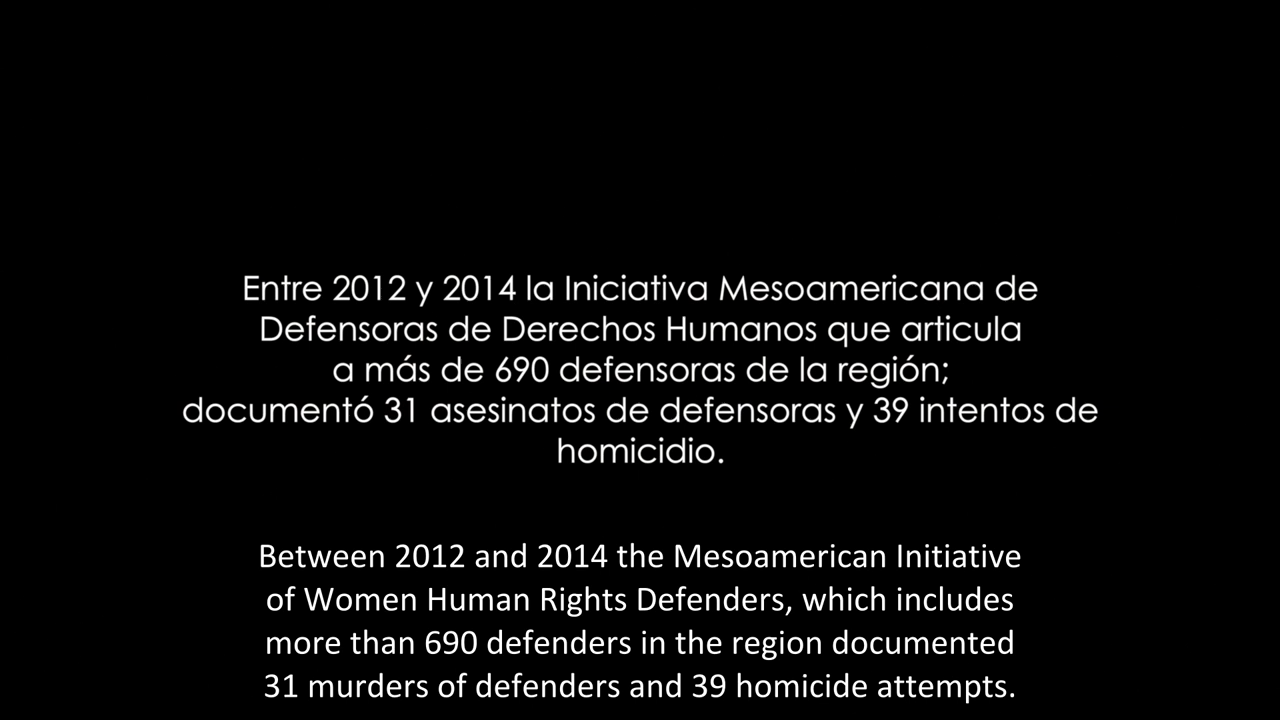 Entre 2012 y 2014 la Iniciativa Mesoamericana de
Defensoras de Derechos Humanos que articula
a más de 690 defensoras de la región;
documentó 31 asesinatos de defensoras y 39 intentos de
homicidio.
Between 2012 and 2014 the Mesoamerican Initiative
of Women Human Rights Defenders, which includes
more than 690 defenders in the region documented
31 murders of defenders and 39 homicide attempts.